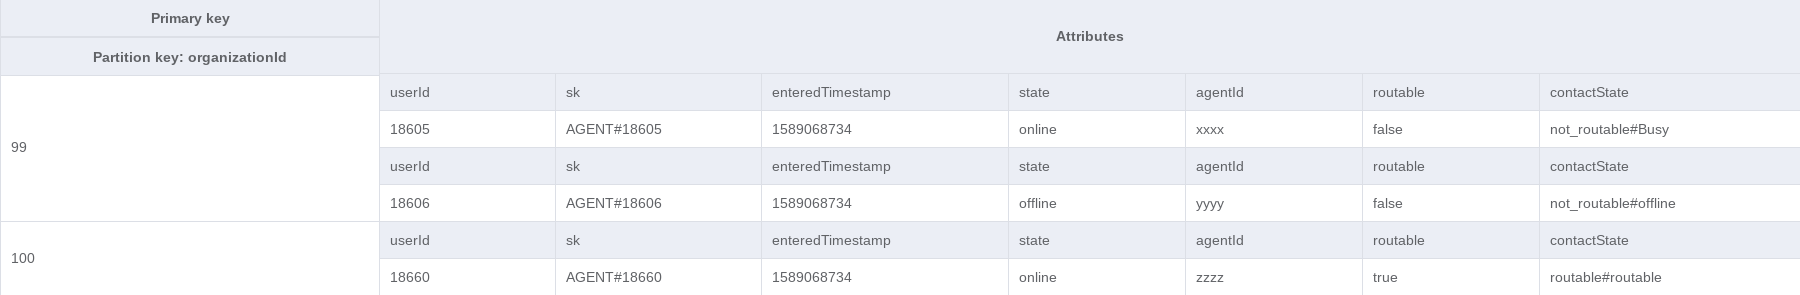 Primary key
Attributes
Partition key: organizationId
userId sk enteredTimestamp state agentId routable contactState
99
18605 AGENT#18605 1589068734 online xxxx false not_routable#Busy
userId sk enteredTimestamp state agentId routable contactState
18606 AGENT#18606 1589068734 offline yyyy false not_routable#offline
100
userId sk enteredTimestamp state agentId routable contactState
18660 AGENT#18660 1589068734 online zzzz true routable#routable